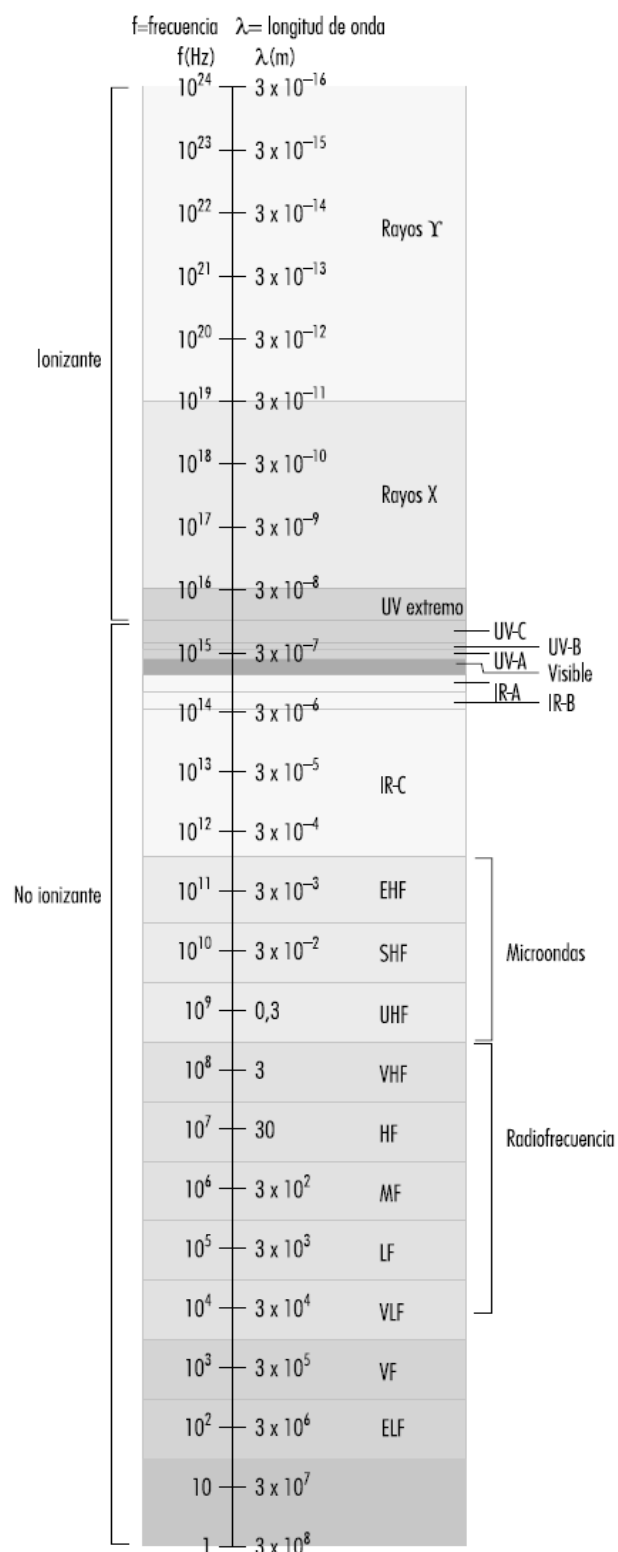 f=frecuencia λ= longitud de onda
f(Hz) λ(m)
10²⁴ 3 x 10⁻¹⁶
10²³ 3 x 10⁻¹⁵
10²² 3 x 10⁻¹⁴
Rayos ϒ
10²¹ 3 x 10⁻¹³
10²⁰ 3 x 10⁻¹²
Ionizante
10¹⁹ 3 x 10⁻¹¹
10¹⁸ 3 x 10⁻¹⁰
Rayos X
10¹⁷ 3 x 10⁻⁹
10¹⁶ 3 x 10⁻⁸
UV extremo
UV-C
UV-B
10¹⁵ 3 x 10⁻⁷
UV-A
Visible
IR-A
IR-B
10¹⁴ 3 x 10⁻⁶
10¹³ 3 x 10⁻⁵
IR-C
10¹² 3 x 10⁻⁴
No ionizante
10¹¹ 3 x 10⁻³ EHF
10¹⁰ 3 x 10⁻² SHF
Microondas
10⁹ 0,3 UHF
10⁸ 3 VHF
10⁷ 30 HF
Radiofrecuencia
10⁶ 3 x 10² MF
10⁵ 3 x 10³ LF
10⁴ 3 x 10⁴ VLF
10³ 3 x 10⁵ VF
10² 3 x 10⁶ ELF
10 3 x 10⁷
1 3 x 10⁸